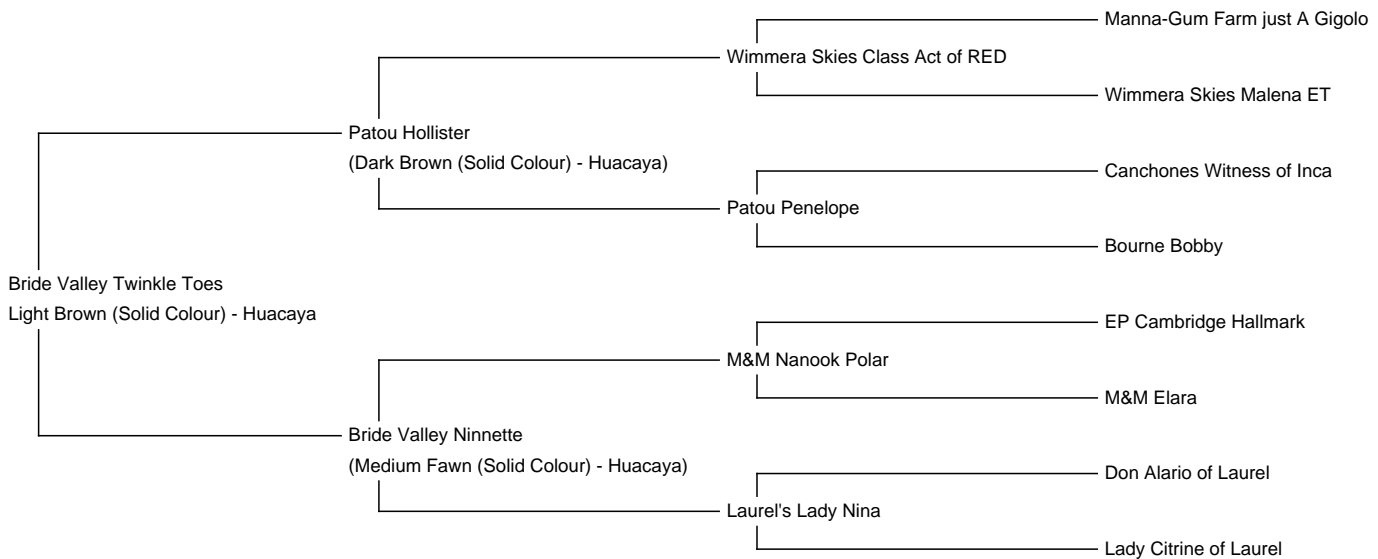 Manna-Gum Farm just A Gigolo
Wimmera Skies Class Act of RED
Wimmera Skies Malena ET
Patou Hollister
(Dark Brown (Solid Colour) - Huacaya)
Canchones Witness of Inca
Patou Penelope
Bourne Bobby
Bride Valley Twinkle Toes
Light Brown (Solid Colour) - Huacaya
EP Cambridge Hallmark
M&M Nanook Polar
M&M Elara
Bride Valley Ninnette
(Medium Fawn (Solid Colour) - Huacaya)
Don Alario of Laurel
Laurel's Lady Nina
Lady Citrine of Laurel